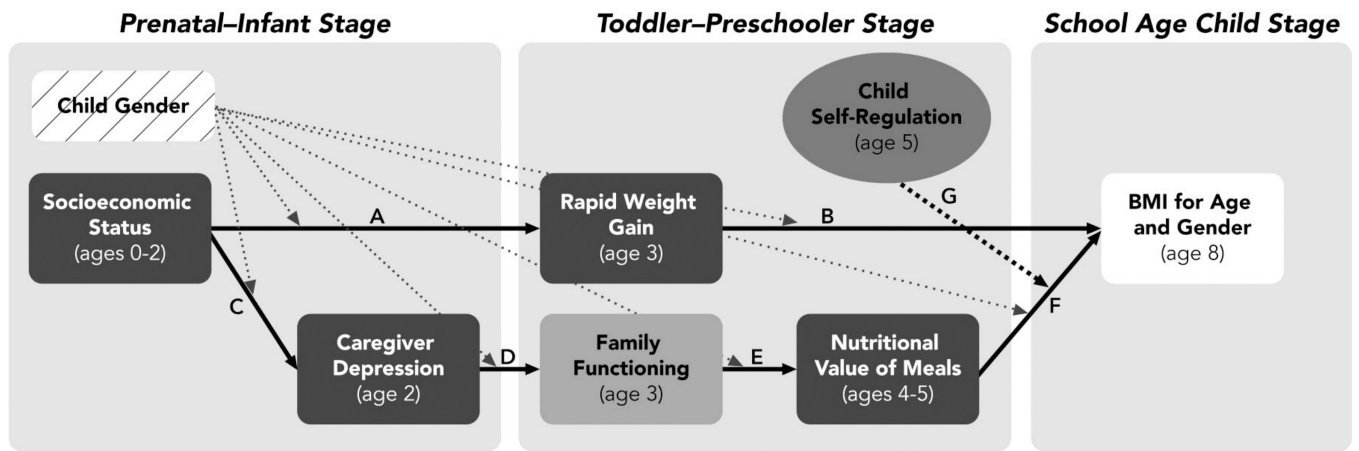 Prenatal–Infant Stage
Toddler–Preschooler Stage
School Age Child Stage
Child Gender
Child
Self-Regulation
(age 5)
Socioeconomic
Status
(ages 0-2)
A
Rapid Weight
Gain
(age 3)
B
G
BMI for Age
and Gender
(age 8)
C
F
Caregiver
Depression
(age 2)
D
Family
Functioning
(age 3)
E
Nutritional
Value of Meals
(ages 4-5)